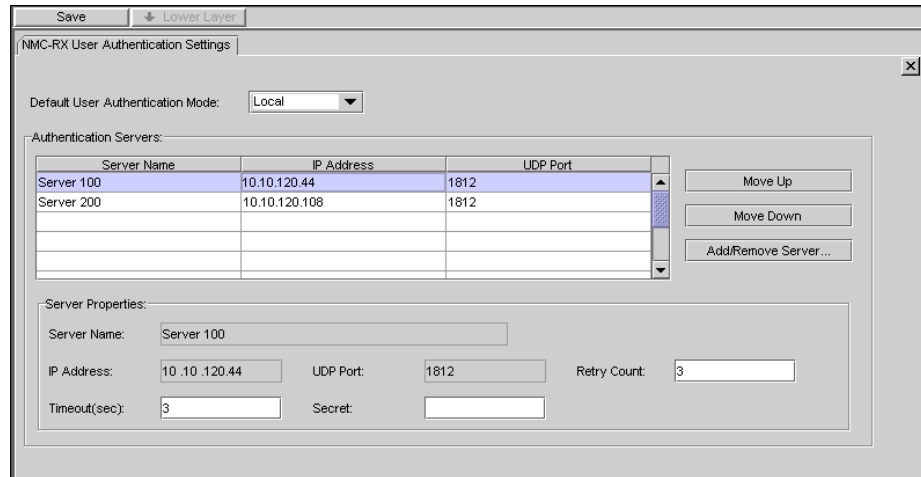 Save Lower Layer
NMC-RX User Authentication Settings
Default User Authentication Mode: Local
Authentication Servers:
Server Name IP Address UDP Port
Server 100 10.10.120.44 1812
Server 200 10.10.120.108 1812
Move Up
Move Down
Add/Remove Server...
Server Properties:
Server Name: Server 100
IP Address: 10 .10 .120.44 UDP Port: 1812 Retry Count: 3
Timeout(sec): 3 Secret: